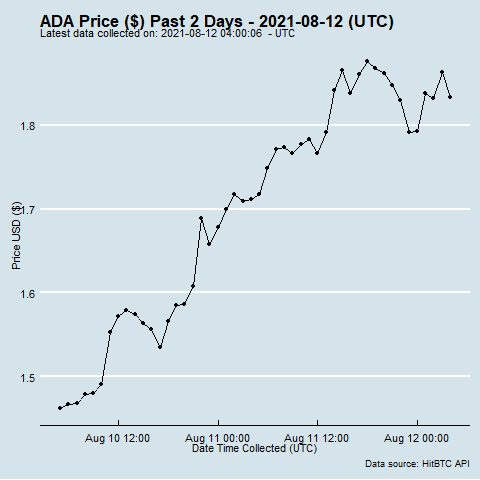 ADA Price ($) Past 2 Days - 2021-08-12 (UTC)
Latest data collected on: 2021-08-12 04:00:06 - UTC
1.8
1.7
1.6
1.5
Price USD ($)
Aug 10 12:00
Aug 11 00:00
Aug 11 12:00
Aug 12 00:00
Date Time Collected (UTC)
Data source: HitBTC API